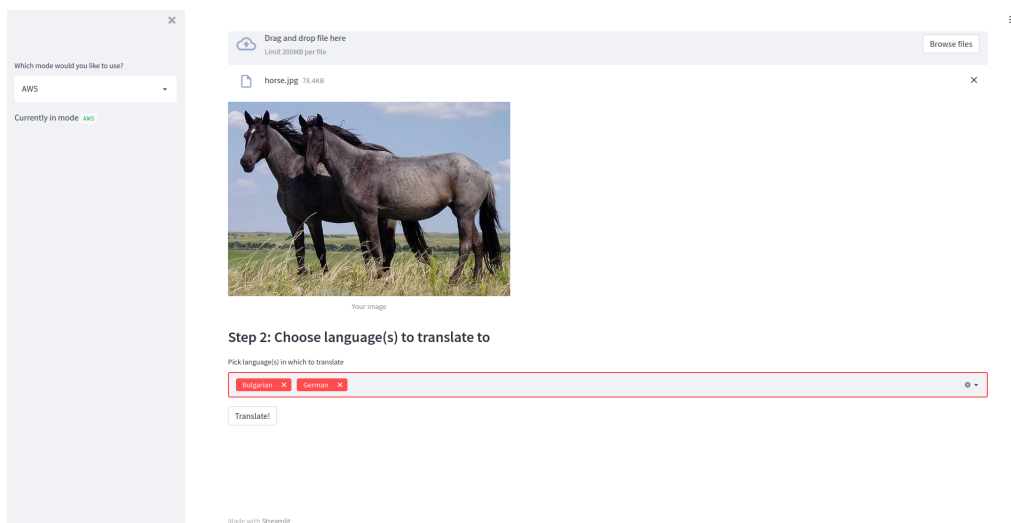 Which mode would you like to use?
AWS
Currently in mode AWS
Drag and drop file here
Limit 200MB per file
Browse files
horse.jpg 78.4KB
Your image
Step 2: Choose language(s) to translate to
Pick language(s) in which to translate
Bulgarian German
Translate!
Made with Streamlit